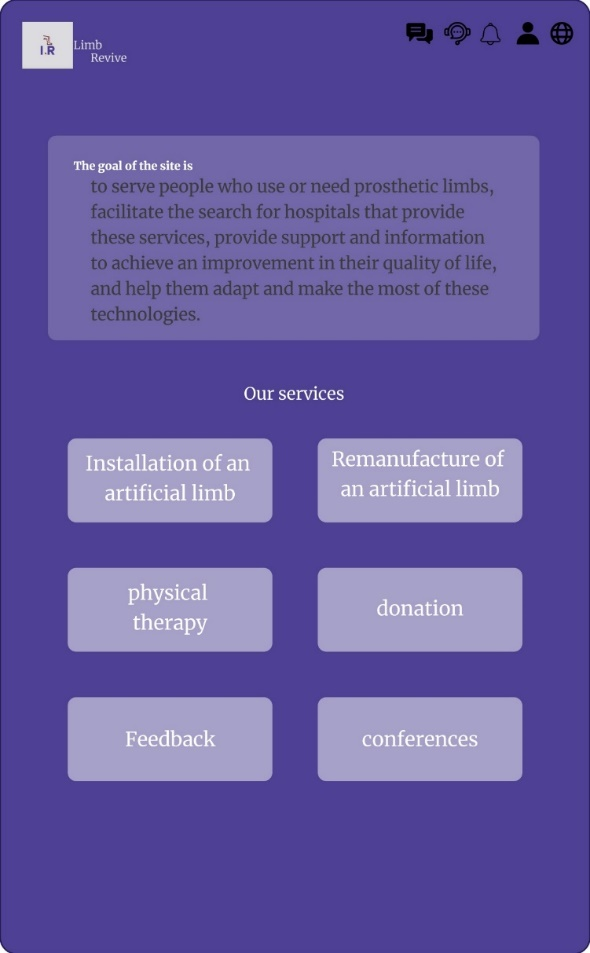 I.R
Limb
Revive
The goal of the site is
to serve people who use or need prosthetic limbs,
facilitate the search for hospitals that provide
these services, provide support and information
to achieve an improvement in their quality of life,
and help them adapt and make the most of these
technologies.
Our services
Installation of an
artificial limb
Remanufacture of
an artificial limb
physical
therapy
donation
Feedback
conferences